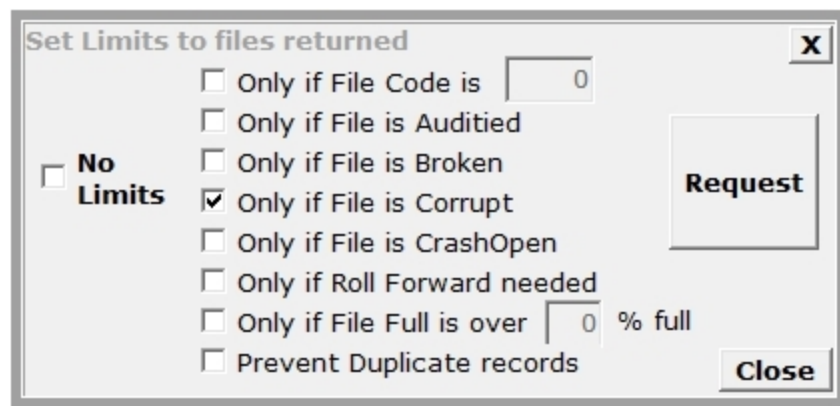 Set Limits to files returned
X
Only if File Code is 0
Only if File is Auditied
No
Limits
Only if File is Broken
Only if File is Corrupt
Request
Only if File is CrashOpen
Only if Roll Forward needed
Only if File Full is over 0 % full
Prevent Duplicate records
Close